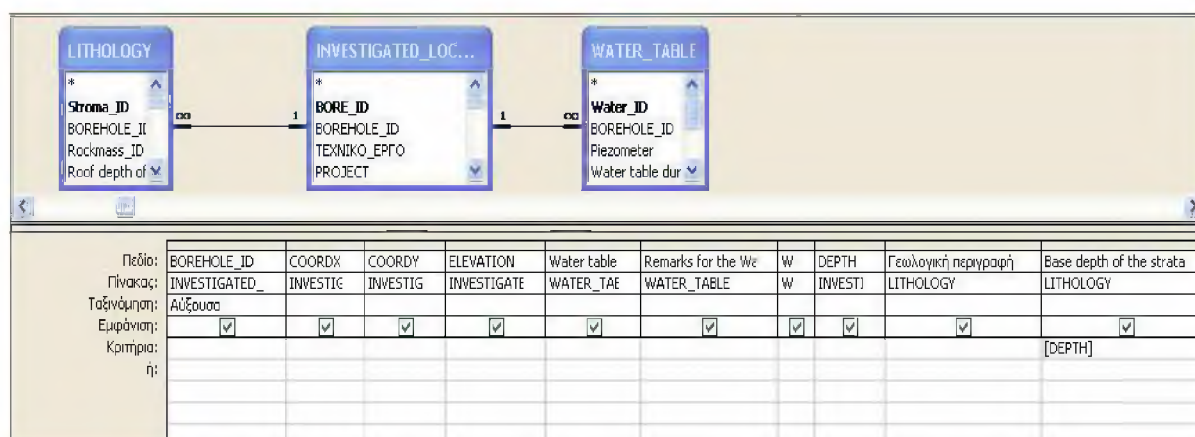 LITHOLOGY INVESTIGATED_LOC... WATER_TABLE
* * *
Stroma_ID BORE_ID Water_ID
∞ 1 1 ∞
BOREHOLE_II BOREHOLE_ID BOREHOLE_ID
Rockmass_ID ΤΕΧΝΙΚΟ_ΕΡΓΟ Piezometer
Roof depth of PROJECT Water table dur
Πεδίο: BOREHOLE_ID COORDX COORDY ELEVATION Water table Remarks for the We W DEPTH Γεωλογική περιγραφή Base depth of the strata
Πίνακας: INVESTIGATED_ INVESTIG INVESTIG INVESTIGATE WATER_TAE WATER_TABLE W INVESTI LITHOLOGY LITHOLOGY
Ταξινόμηση: Αύξουσα
Εμφάνιση:
Κριτήρια: [DEPTH]
ή: